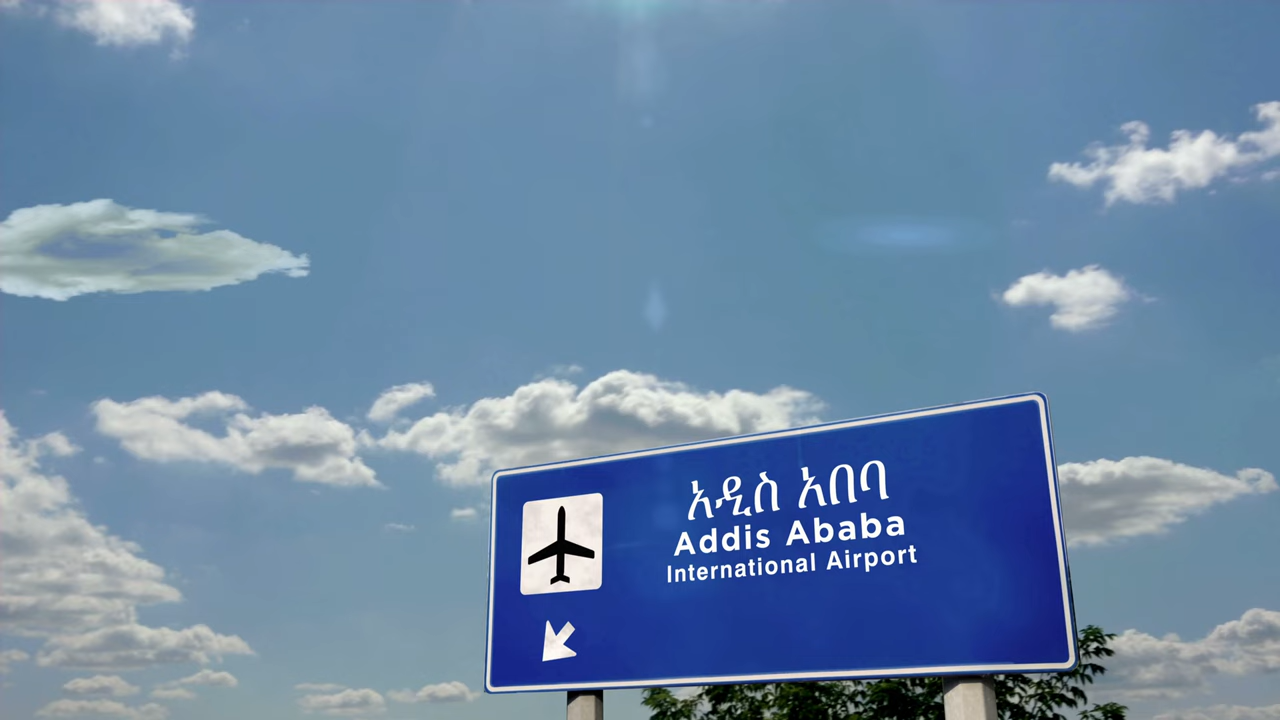 አዲስ አበባ
Addis Ababa
International Airport